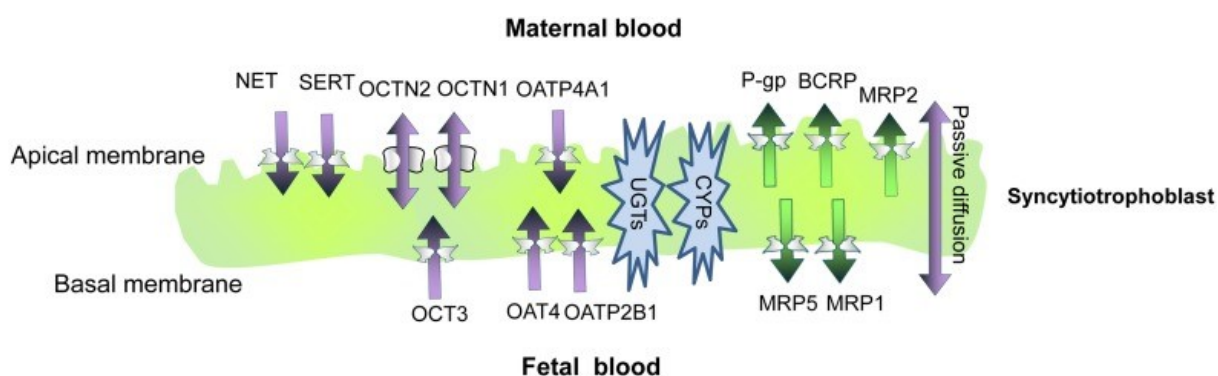 Maternal blood
NET
SERT
OCTN2
OCTN1
OATP4A1
P-gp
BCRP
MRP2
Apical membrane
UGTs
CYPs
Passive diffusion
Syncytiotrophoblast
Basal membrane
OCT3
OAT4
OATP2B1
MRP5
MRP1
Fetal blood